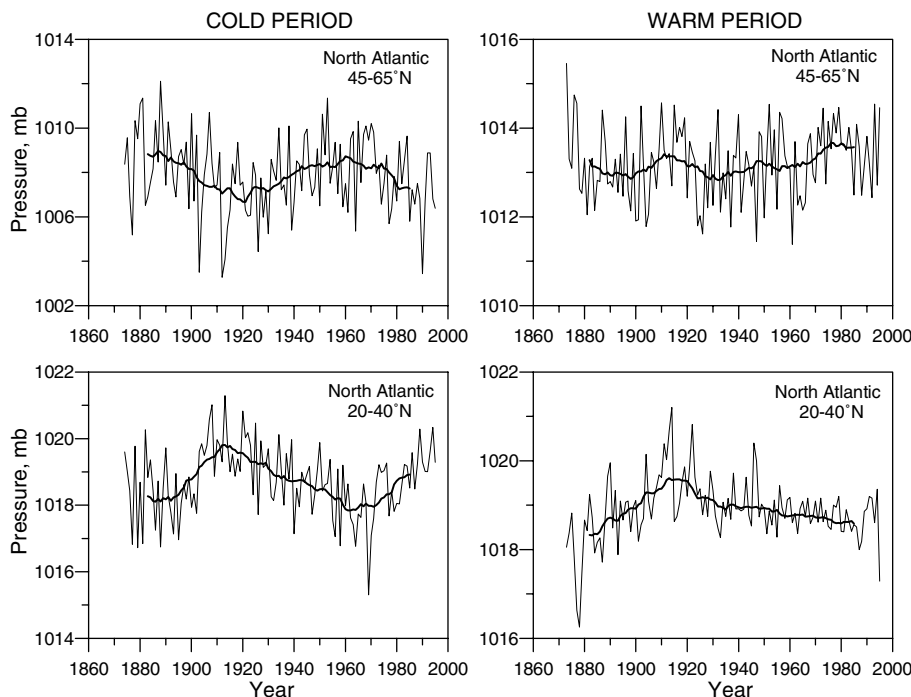 COLD PERIOD
WARM PERIOD
1014
1010
1006
1002
Pressure, mb
North Atlantic
45-65°N
1860 1880 1900 1920 1940 1960 1980 2000
1016
1014
1012
1010
North Atlantic
45-65°N
1860 1880 1900 1920 1940 1960 1980 2000
1022
1020
1018
1016
1014
Pressure, mb
North Atlantic
20-40°N
1860 1880 1900 1920 1940 1960 1980 2000
Year
1022
1020
1018
1016
North Atlantic
20-40°N
1860 1880 1900 1920 1940 1960 1980 2000
Year